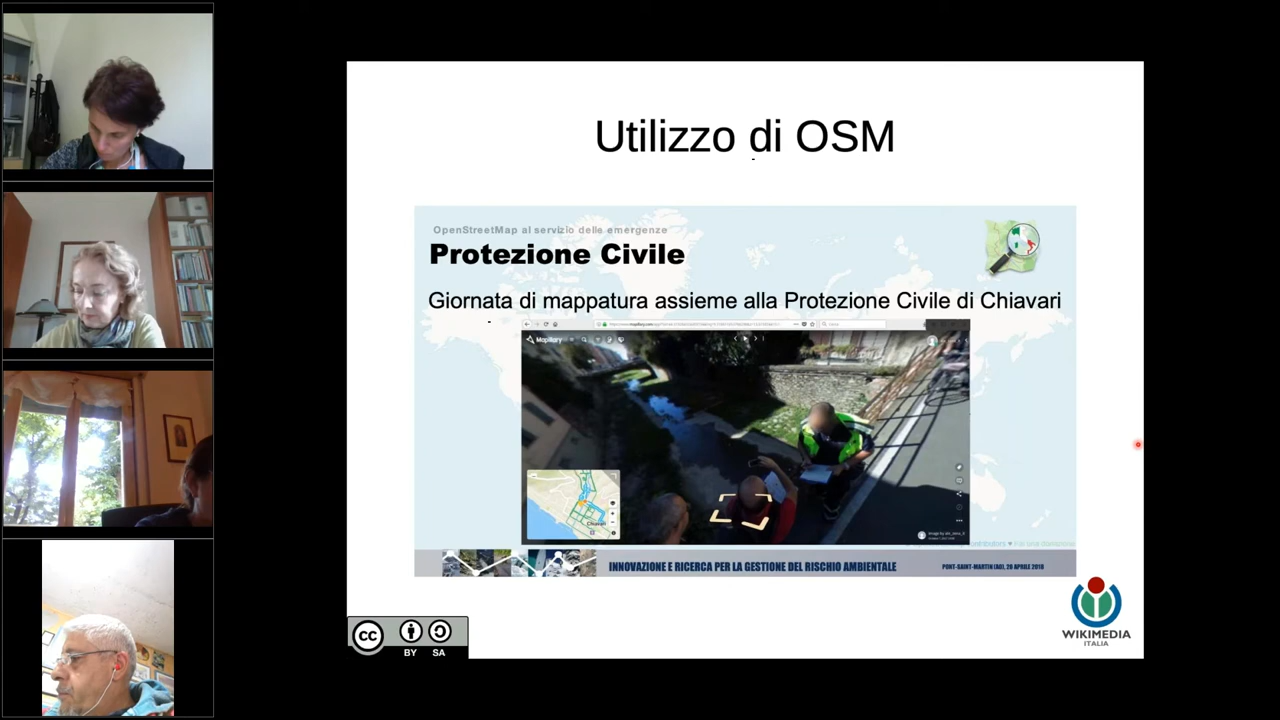 Utilizzo di OSM
OpenStreetMap al servizio delle emergenze
Protezione Civile
Giornata di mappatura assieme alla Protezione Civile di Chiavari
Mapillary
Chiavari
INNOVAZIONE E RICERCA PER LA GESTIONE DEL RISCHIO AMBIENTALE
PONT-SAINT-MARTIN (AO), 20 APRILE 2018
WIKIMEDIA
ITALIA
cc
BY SA